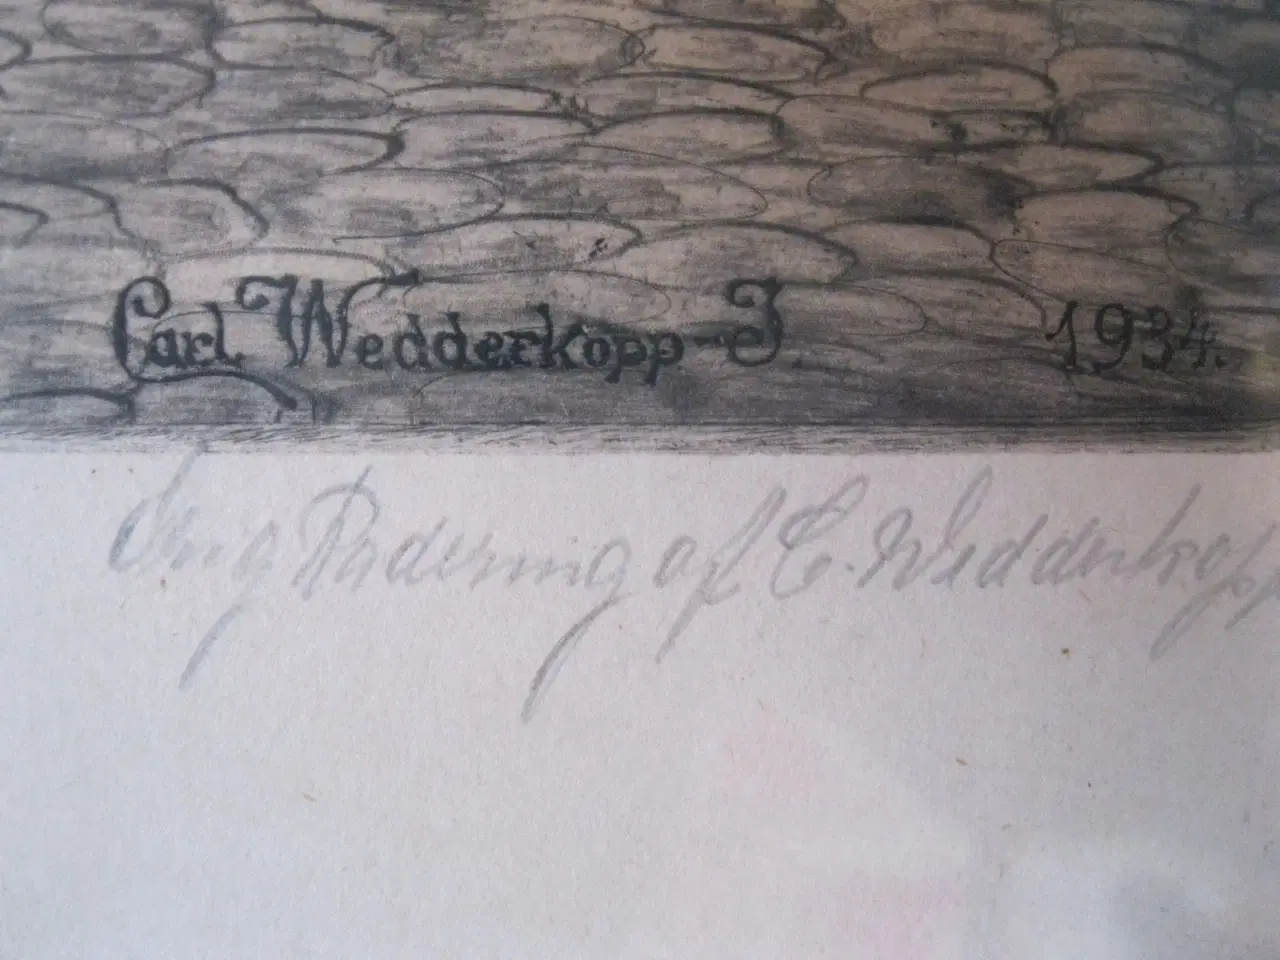 Carl Wedderkopp-J. 1934.
Orig Radering af C. Wedderkopp